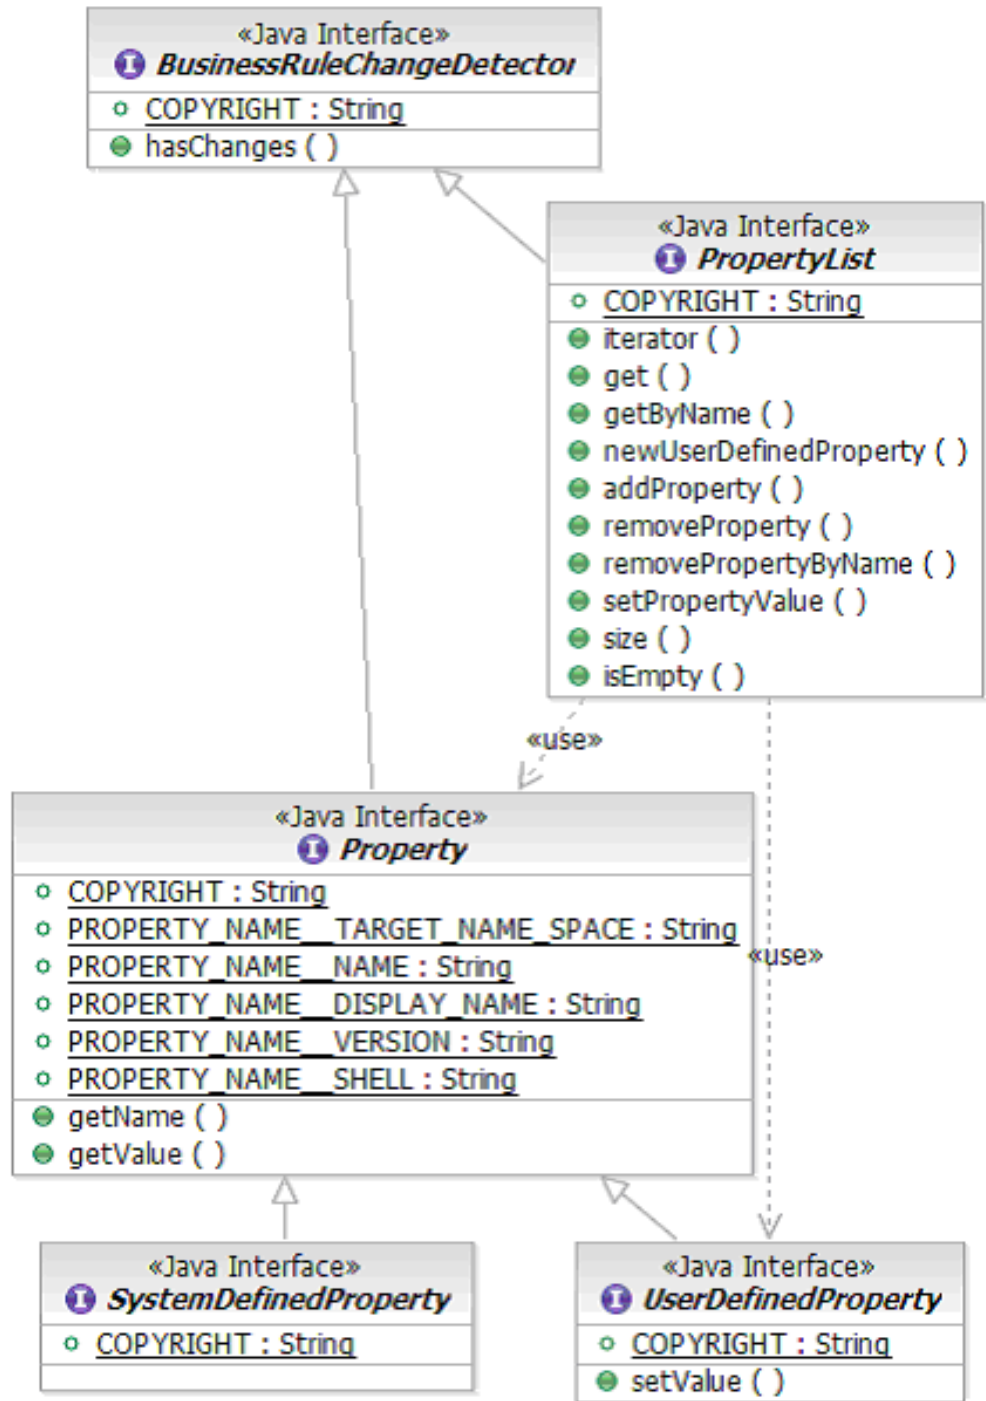 «Java Interface»
BusinessRuleChangeDetector
COPYRIGHT : String
hasChanges ( )
«Java Interface»
PropertyList
COPYRIGHT : String
iterator ( )
get ( )
getByName ( )
newUserDefinedProperty ( )
addProperty ( )
removeProperty ( )
removePropertyByName ( )
setPropertyValue ( )
size ( )
isEmpty ( )
«use»
«Java Interface»
Property
COPYRIGHT : String
PROPERTY_NAME__TARGET_NAME_SPACE : String
PROPERTY_NAME__NAME : String
PROPERTY_NAME__DISPLAY_NAME : String
PROPERTY_NAME__VERSION : String
PROPERTY_NAME__SHELL : String
getName ( )
getValue ( )
«use»
«Java Interface»
SystemDefinedProperty
COPYRIGHT : String
«Java Interface»
UserDefinedProperty
COPYRIGHT : String
setValue ( )